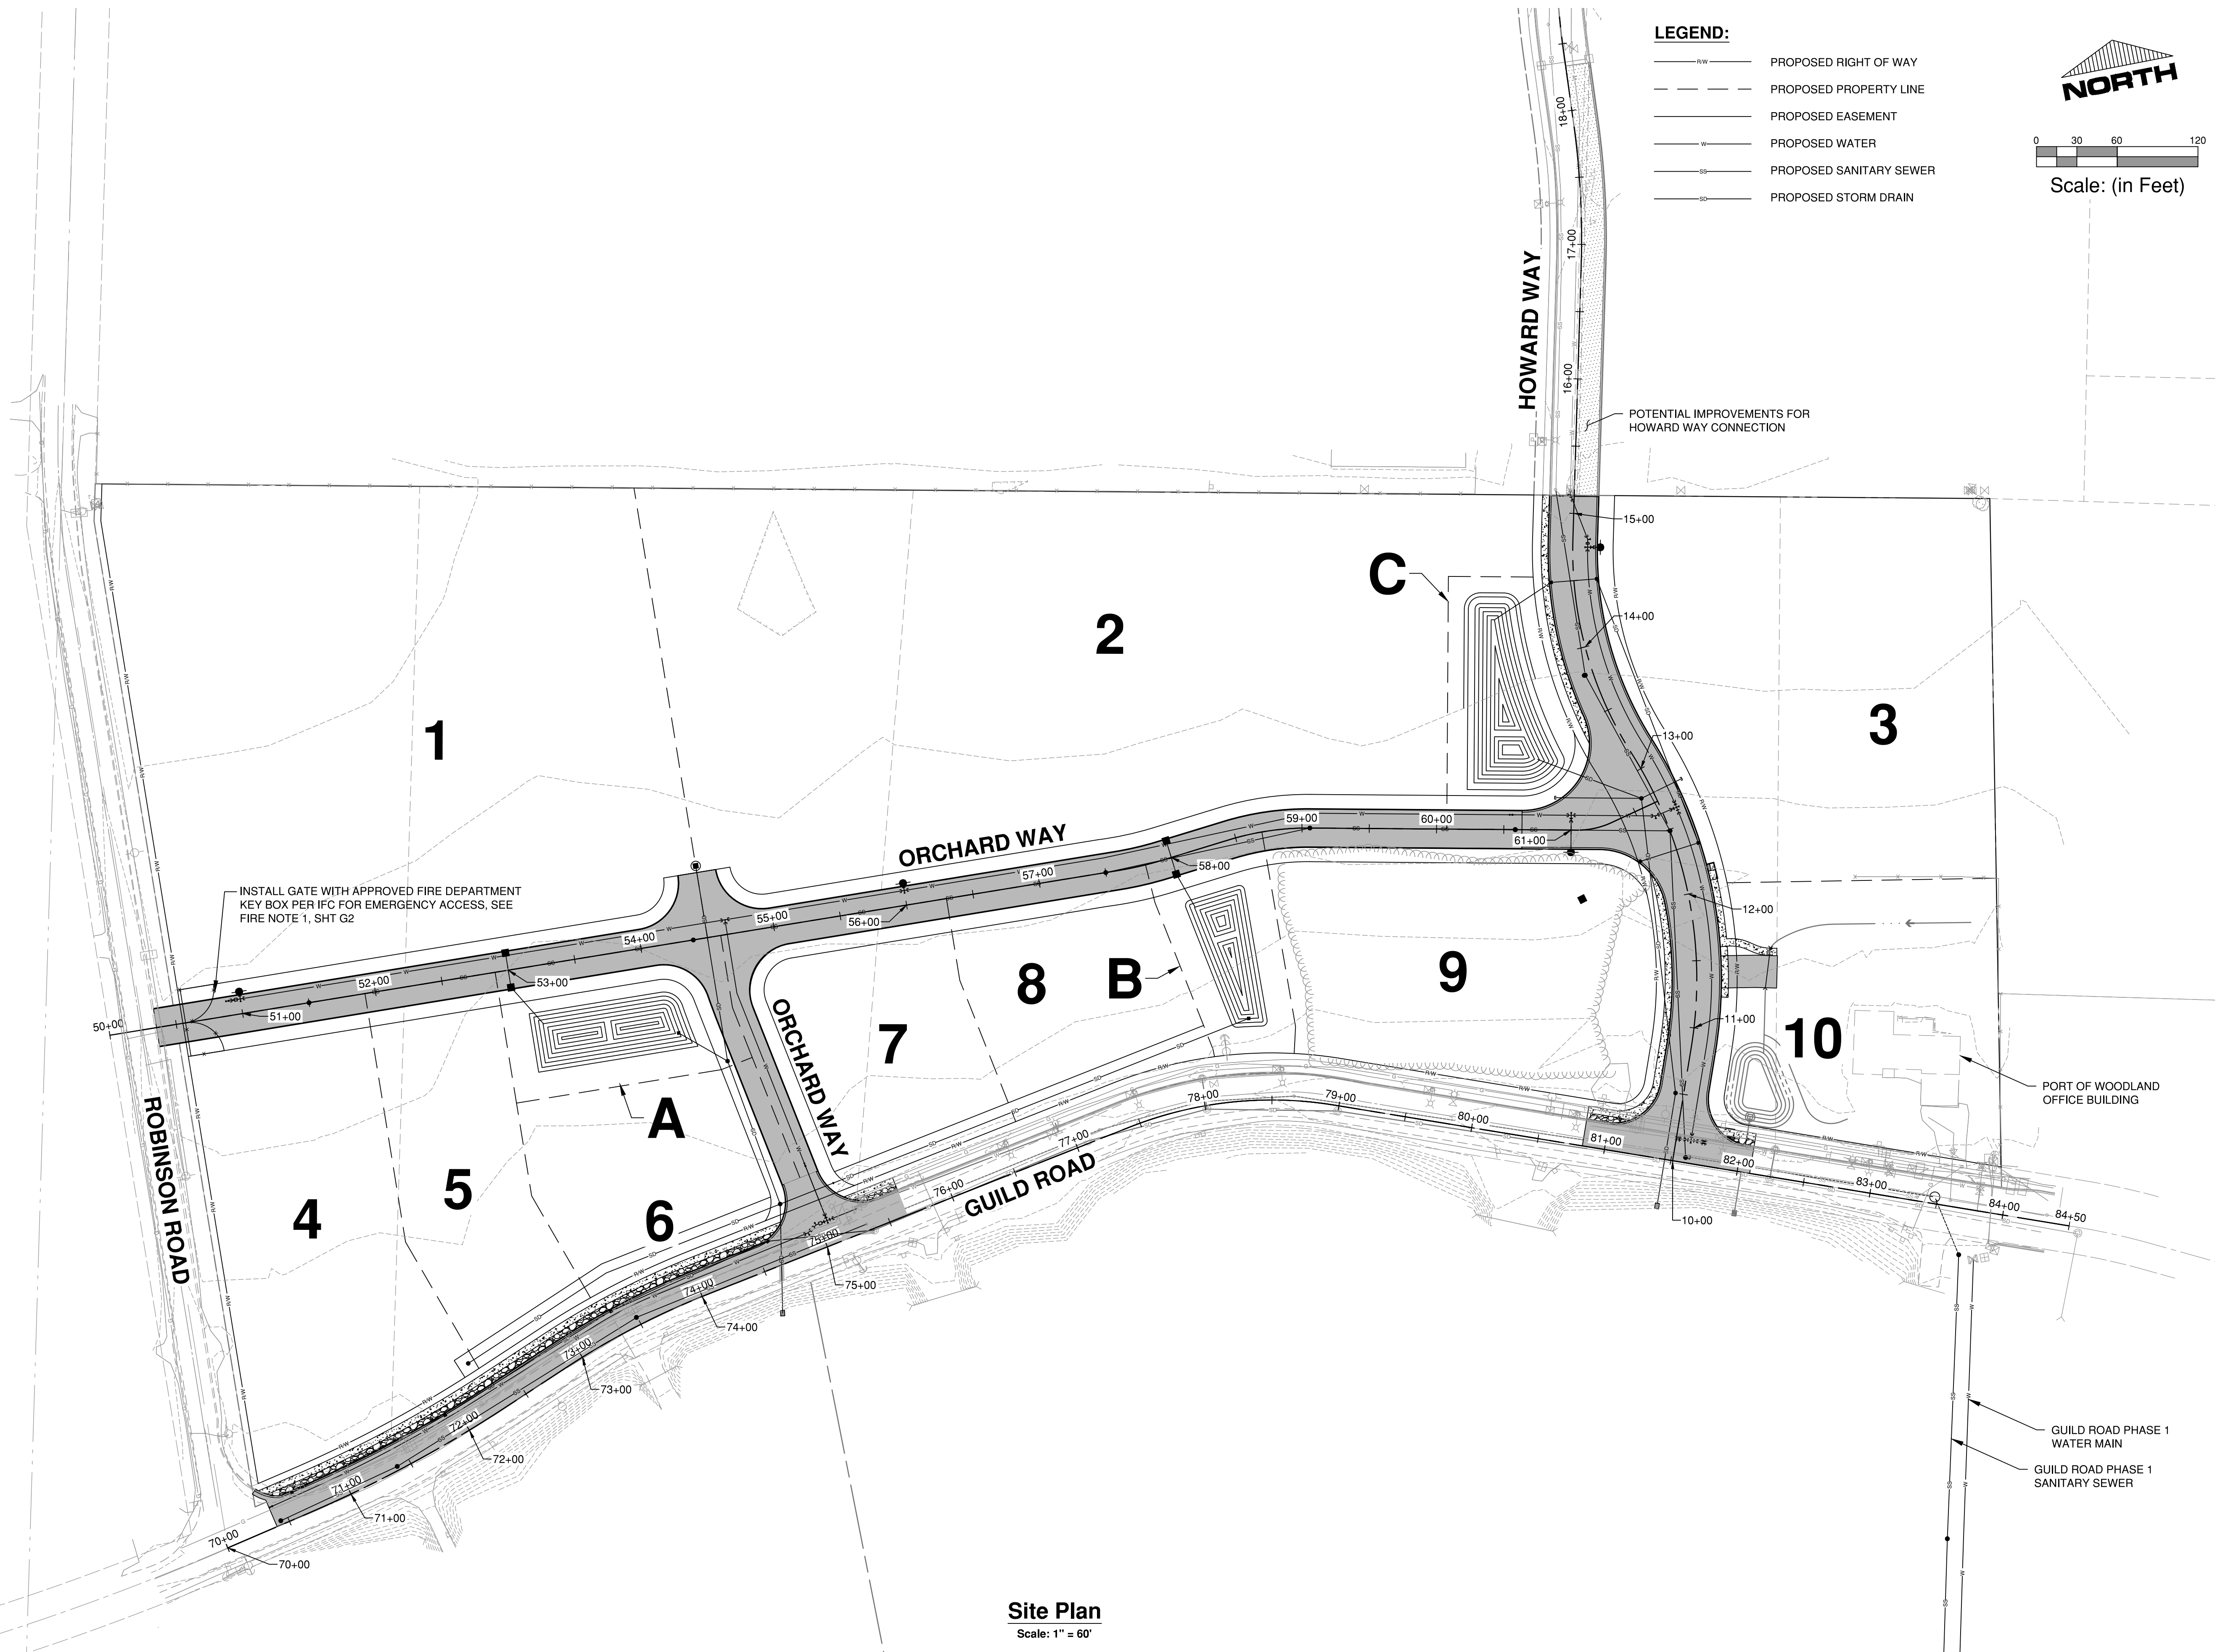 LEGEND:
R/W PROPOSED RIGHT OF WAY
PROPOSED PROPERTY LINE
PROPOSED EASEMENT
W PROPOSED WATER
SS PROPOSED SANITARY SEWER
SD PROPOSED STORM DRAIN
NORTH
0 30 60 120
Scale: (in Feet)
18+00
17+00
16+00
HOWARD WAY
POTENTIAL IMPROVEMENTS FOR
HOWARD WAY CONNECTION
15+00
14+00
13+00
12+00
11+00
10+00
C
2
1
3
ORCHARD WAY
INSTALL GATE WITH APPROVED FIRE DEPARTMENT
KEY BOX PER IFC FOR EMERGENCY ACCESS, SEE
FIRE NOTE 1, SHT G2
50+00
51+00
52+00
53+00
54+00
55+00
56+00
57+00
58+00
59+00
60+00
61+00
B
9
8
7
10
A
ORCHARD WAY
ROBINSON ROAD
4
5
6
PORT OF WOODLAND
OFFICE BUILDING
GUILD ROAD
70+00
71+00
72+00
73+00
74+00
75+00
76+00
77+00
78+00
79+00
80+00
81+00
82+00
83+00
84+00
84+50
70+00
71+00
72+00
73+00
74+00
75+00
GUILD ROAD PHASE 1
WATER MAIN
GUILD ROAD PHASE 1
SANITARY SEWER
Site Plan
Scale: 1" = 60'